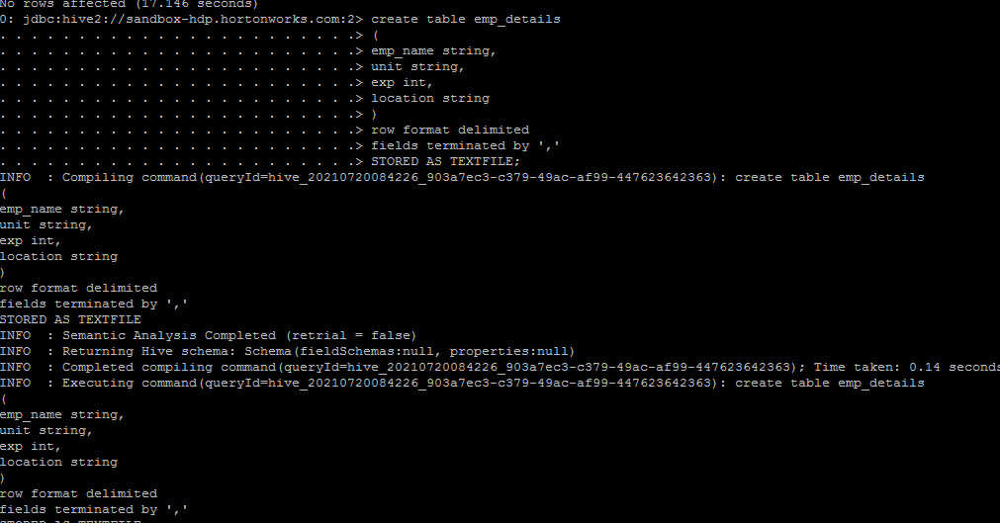 No rows affected (17.146 seconds)
0: jdbc:hive2://sandbox-hdp.hortonworks.com:2> create table emp_details
. . . . . . . . . . . . . . . . . . . . . . .> (
. . . . . . . . . . . . . . . . . . . . . . .> emp_name string,
. . . . . . . . . . . . . . . . . . . . . . .> unit string,
. . . . . . . . . . . . . . . . . . . . . . .> exp int,
. . . . . . . . . . . . . . . . . . . . . . .> location string
. . . . . . . . . . . . . . . . . . . . . . .> )
. . . . . . . . . . . . . . . . . . . . . . .> row format delimited
. . . . . . . . . . . . . . . . . . . . . . .> fields terminated by ','
. . . . . . . . . . . . . . . . . . . . . . .> STORED AS TEXTFILE;
INFO  : Compiling command(queryId=hive_20210720084226_903a7ec3-c379-49ac-af99-447623642363): create table emp_details
(
emp_name string,
unit string,
exp int,
location string
)
row format delimited
fields terminated by ','
STORED AS TEXTFILE
INFO  : Semantic Analysis Completed (retrial = false)
INFO  : Returning Hive schema: Schema(fieldSchemas:null, properties:null)
INFO  : Completed compiling command(queryId=hive_20210720084226_903a7ec3-c379-49ac-af99-447623642363); Time taken: 0.14 seconds
INFO  : Executing command(queryId=hive_20210720084226_903a7ec3-c379-49ac-af99-447623642363): create table emp_details
(
emp_name string,
unit string,
exp int,
location string
)
row format delimited
fields terminated by ','
STORED AS TEXTFILE